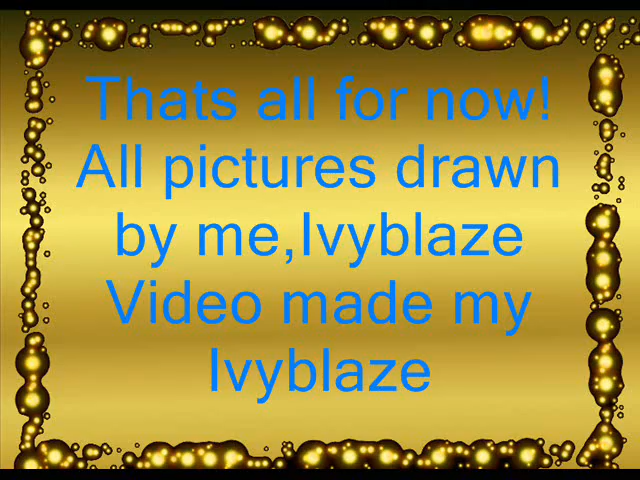 Thats all for now!
All pictures drawn
by me,Ivyblaze
Video made my
Ivyblaze